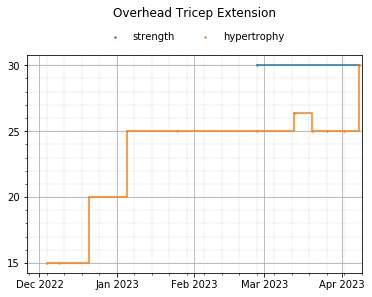 Overhead Tricep Extension
strength hypertrophy
30
25
20
15
Dec 2022 Jan 2023 Feb 2023 Mar 2023 Apr 2023